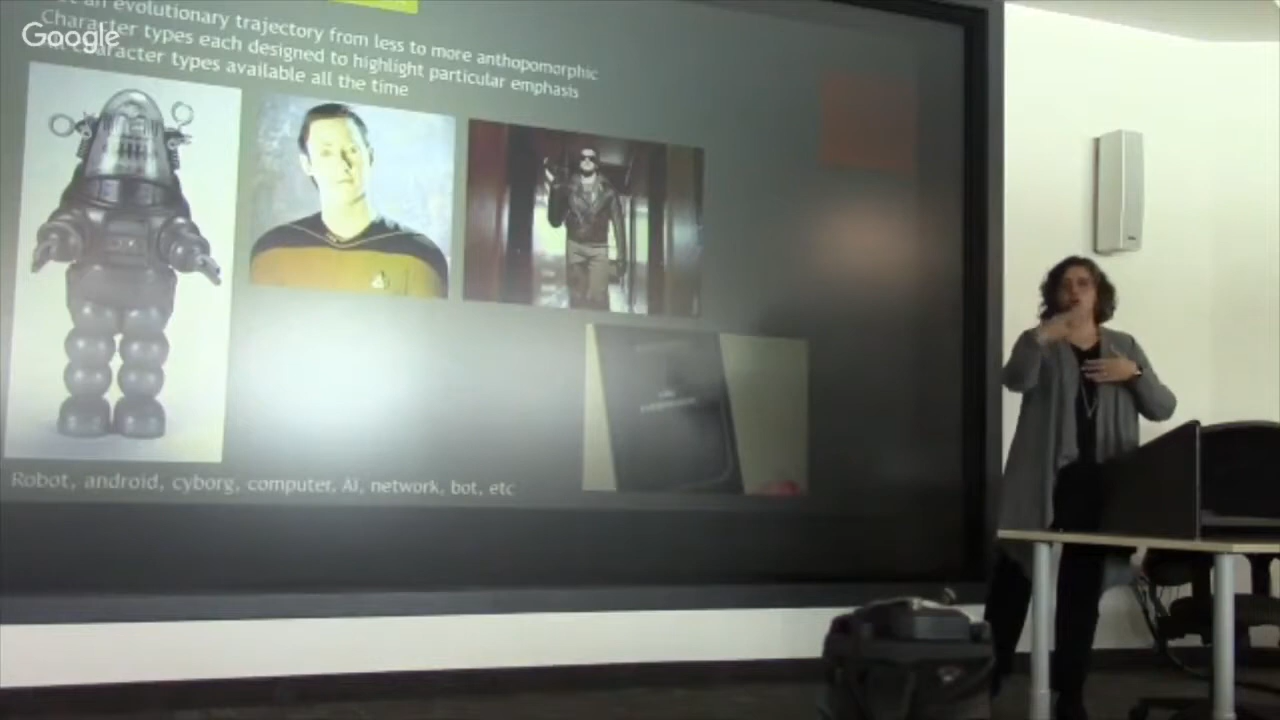 Google
an evolutionary trajectory from less to more anthopomorphic
Character types each designed to highlight particular emphasis
character types available all the time
Robot, android, cyborg, computer, AI, network, bot, etc